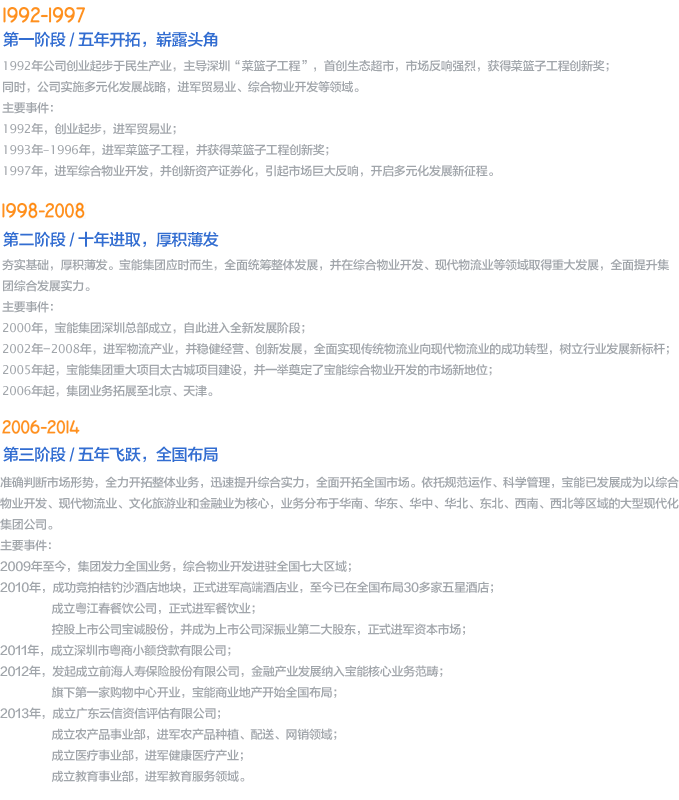 1992-1997
第一阶段 / 五年开拓，崭露头角
1992年公司创业起步于民生产业，主导深圳“菜篮子工程”，首创生态超市，市场反响强烈，获得菜篮子工程创新奖；
同时，公司实施多元化发展战略，进军贸易业、综合物业开发等领域。
主要事件：
1992年，创业起步，进军贸易业；
1993年-1996年，进军菜篮子工程，并获得菜篮子工程创新奖；
1997年，进军综合物业开发，并创新资产证券化，引起市场巨大反响，开启多元化发展新征程。
1998-2008
第二阶段 / 十年进取，厚积薄发
夯实基础，厚积薄发。宝能集团应时而生，全面统筹整体发展，并在综合物业开发、现代物流业等领域取得重大发展，全面提升集
团综合发展实力。
主要事件：
2000年，宝能集团深圳总部成立，自此进入全新发展阶段；
2002年-2008年，进军物流产业，并稳健经营、创新发展，全面实现传统物流业向现代物流业的成功转型，树立行业发展新标杆；
2005年起，宝能集团重大项目太古城项目建设，并一举奠定了宝能综合物业开发的市场新地位；
2006年起，集团业务拓展至北京、天津。
2006-2014
第三阶段 / 五年飞跃，全国布局
准确判断市场形势，全力开拓整体业务，迅速提升综合实力，全面开拓全国市场。依托规范运作、科学管理，宝能已发展成为以综合
物业开发、现代物流业、文化旅游业和金融业为核心，业务分布于华南、华东、华中、华北、东北、西南、西北等区域的大型现代化
集团公司。
主要事件：
2009年至今，集团发力全国业务，综合物业开发进驻全国七大区域；
2010年，成功竞拍桔钓沙酒店地块，正式进军高端酒店业，至今已在全国布局30多家五星酒店；
成立粤江春餐饮公司，正式进军餐饮业；
控股上市公司宝诚股份，并成为上市公司深振业第二大股东，正式进军资本市场；
2011年，成立深圳市粤商小额贷款有限公司；
2012年，发起成立前海人寿保险股份有限公司，金融产业发展纳入宝能核心业务范畴；
旗下第一家购物中心开业，宝能商业地产开始全国布局；
2013年，成立广东云信资信评估有限公司；
成立农产品事业部，进军农产品种植、配送、网销领域；
成立医疗事业部，进军健康医疗产业；
成立教育事业部，进军教育服务领域。